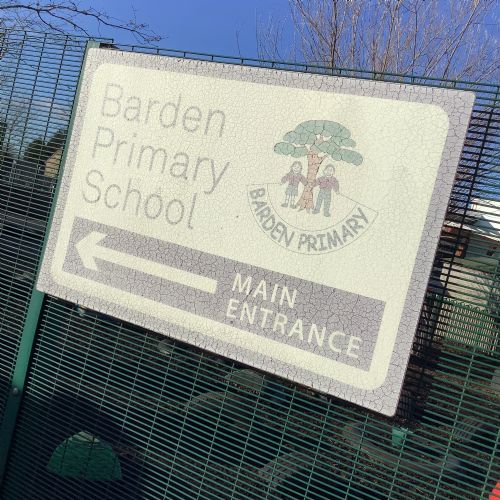 Barden
Primary
School
BARDEN PRIMARY
MAIN
ENTRANCE